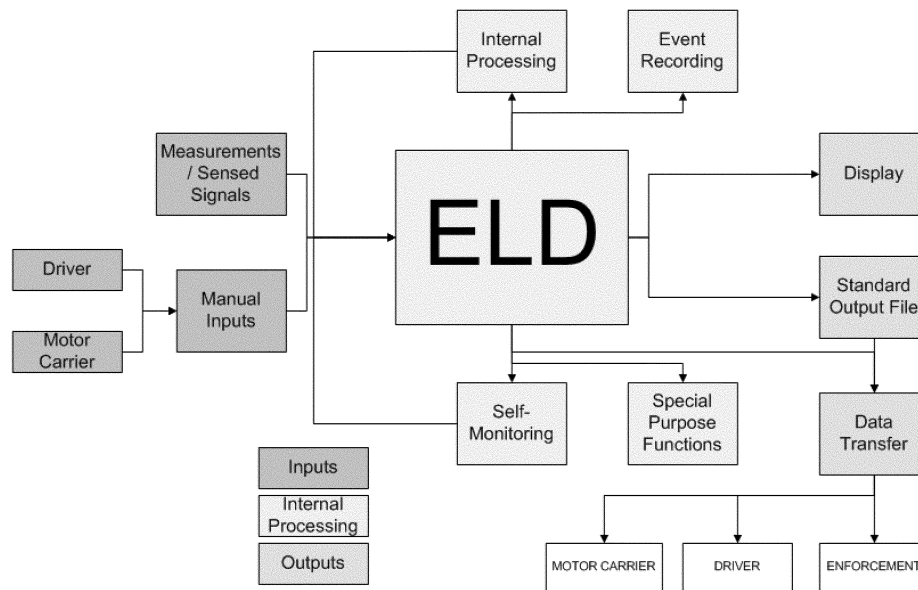 Internal
Processing
Event
Recording
Measurements
/ Sensed
Signals
ELD
Display
Driver
Manual
Inputs
Motor
Carrier
Standard
Output File
Self-
Monitoring
Special
Purpose
Functions
Data
Transfer
Inputs
Internal
Processing
Outputs
MOTOR CARRIER
DRIVER
ENFORCEMENT